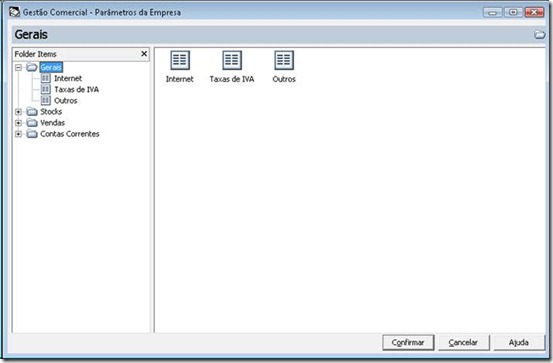 Gestão Comercial - Parâmetros da Empresa
Gerais
Folder Items
Gerais
Internet
Taxas de IVA
Outros
Stocks
Vendas
Contas Correntes
Internet Taxas de IVA Outros
Confirmar Cancelar Ajuda